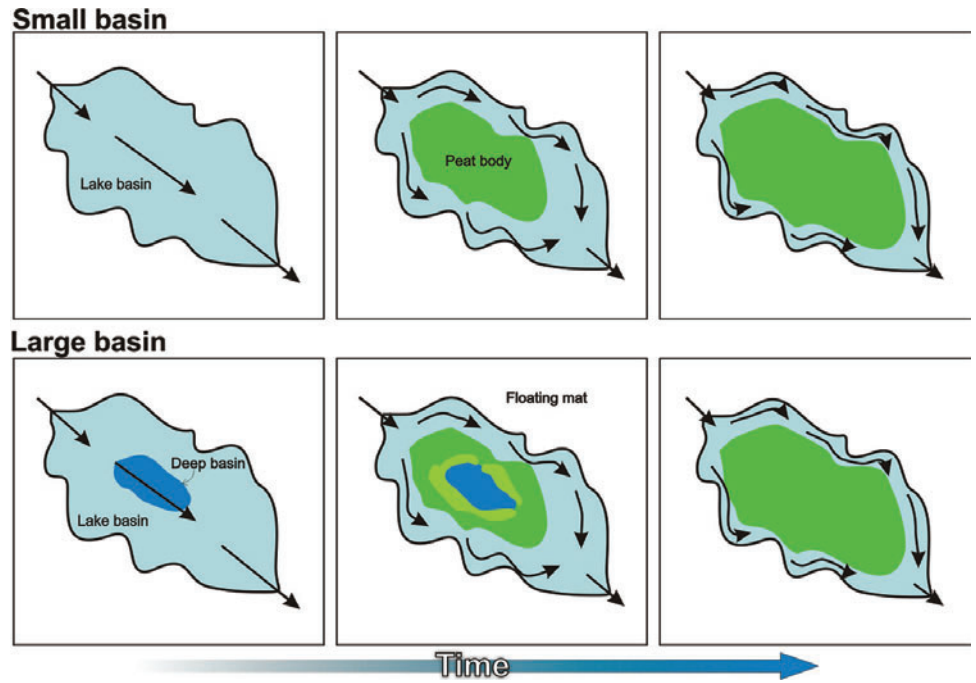 Small basin
Lake basin
Peat body
Large basin
Deep basin
Lake basin
Floating mat
Time